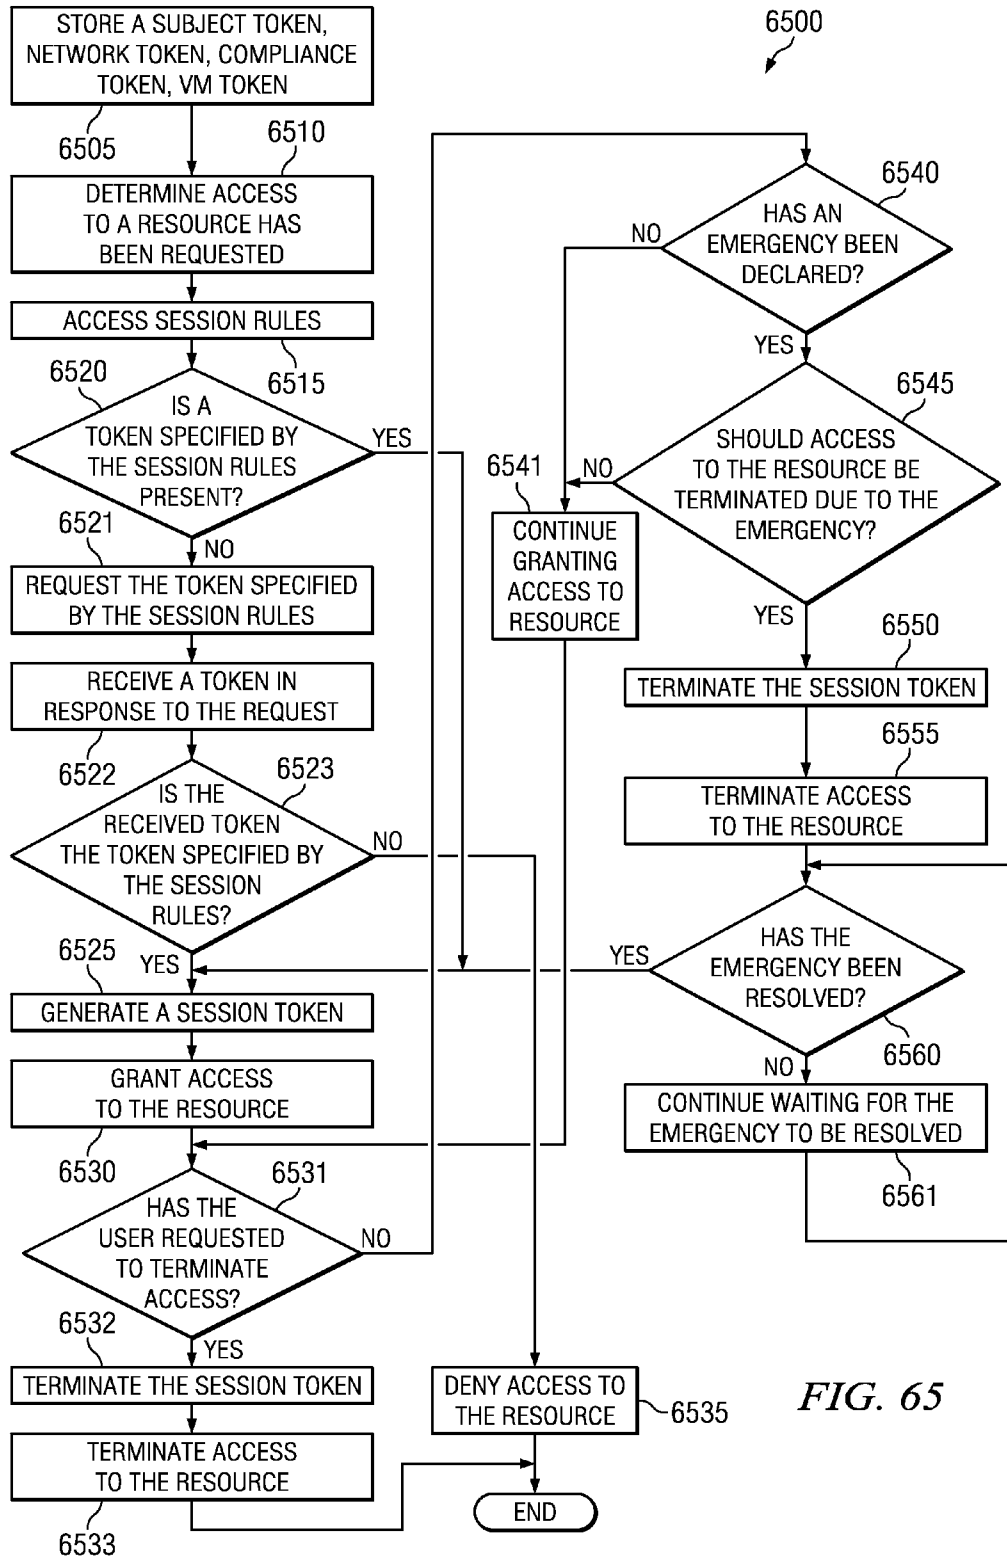 STORE A SUBJECT TOKEN,
NETWORK TOKEN, COMPLIANCE
TOKEN, VM TOKEN
6505
6510
DETERMINE ACCESS
TO A RESOURCE HAS
BEEN REQUESTED
ACCESS SESSION RULES
6515
6520
IS A
TOKEN SPECIFIED BY
THE SESSION RULES
PRESENT?
YES
NO
6521
REQUEST THE TOKEN SPECIFIED
BY THE SESSION RULES
RECEIVE A TOKEN IN
RESPONSE TO THE REQUEST
6522
6523
IS THE
RECEIVED TOKEN
THE TOKEN SPECIFIED BY
THE SESSION
RULES?
NO
YES
6525
GENERATE A SESSION TOKEN
GRANT ACCESS
TO THE RESOURCE
6530
6531
HAS THE
USER REQUESTED
TO TERMINATE
ACCESS?
NO
YES
6532
TERMINATE THE SESSION TOKEN
TERMINATE ACCESS
TO THE RESOURCE
6533
DENY ACCESS TO
THE RESOURCE
6535
END
6500
6540
HAS AN
EMERGENCY BEEN
DECLARED?
NO
YES
6545
SHOULD ACCESS
TO THE RESOURCE BE
TERMINATED DUE TO THE
EMERGENCY?
NO
YES
6541
CONTINUE
GRANTING
ACCESS TO
RESOURCE
6550
TERMINATE THE SESSION TOKEN
6555
TERMINATE ACCESS
TO THE RESOURCE
HAS THE
EMERGENCY BEEN
RESOLVED?
YES
6560
NO
CONTINUE WAITING FOR THE
EMERGENCY TO BE RESOLVED
6561
FIG. 65